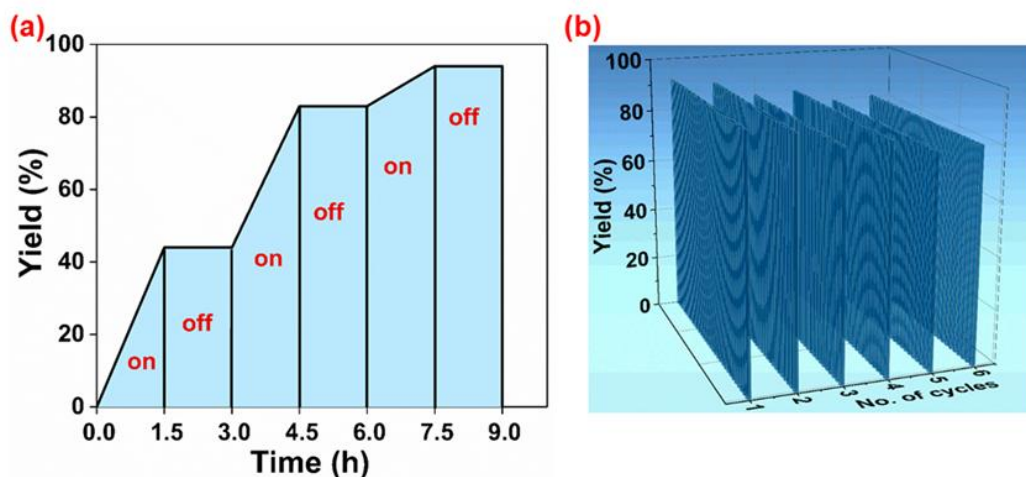 (a)
100
80
60
40
20
0
Yield (%)
on
off
on
off
on
off
0.0 1.5 3.0 4.5 6.0 7.5 9.0
Time (h)
(b)
100
80
60
40
20
0
Yield (%)
1 2 3 4 5 6
No. of cycles